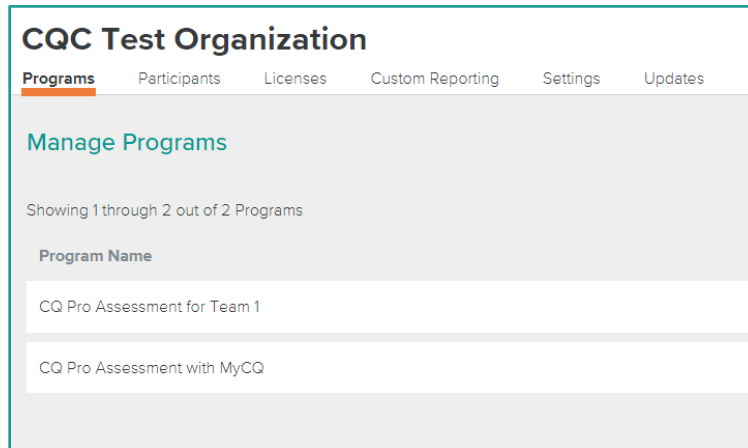 CQC Test Organization
Programs Participants Licenses Custom Reporting Settings Updates
Manage Programs
Showing 1 through 2 out of 2 Programs
Program Name
CQ Pro Assessment for Team 1
CQ Pro Assessment with MyCQ